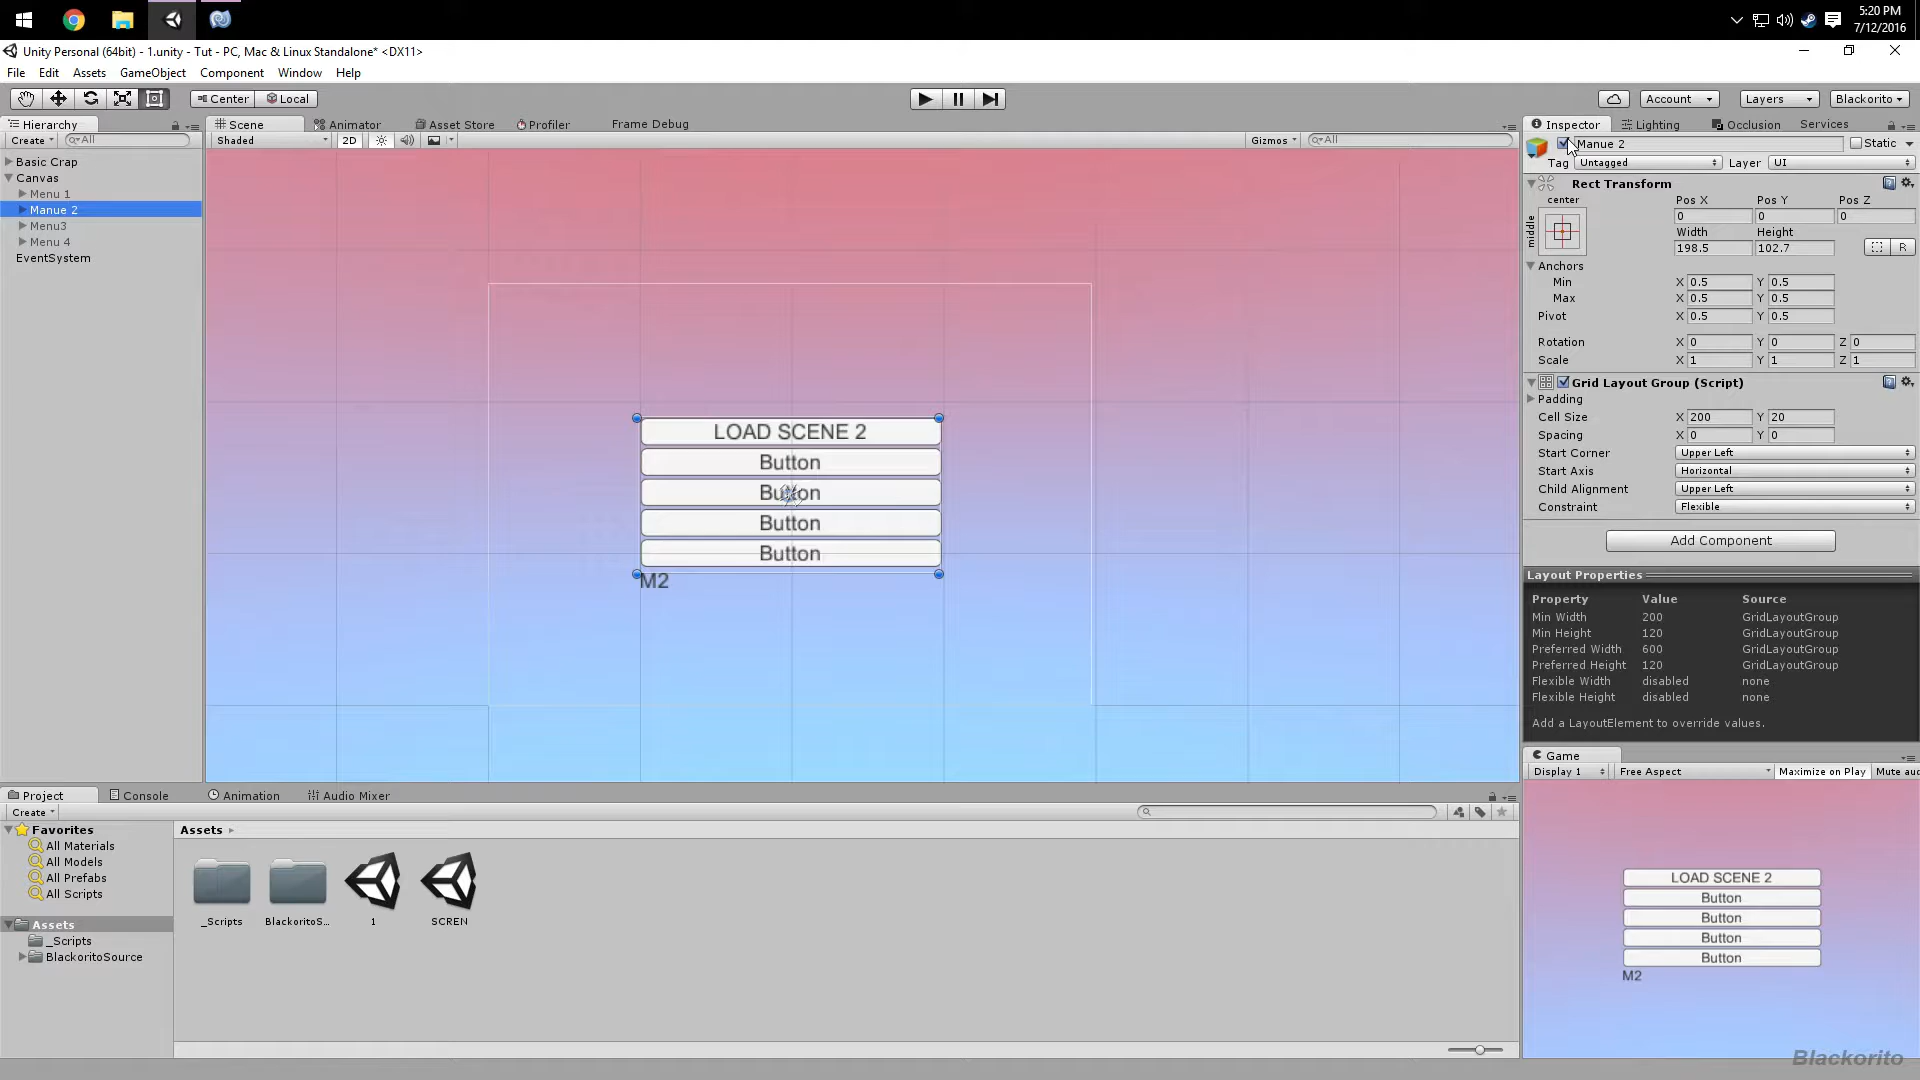 5:20 PM
7/12/2016
Unity Personal (64bit) - 1.unity - Tut - PC, Mac & Linux Standalone* <DX11>
File Edit Assets GameObject Component Window Help
Center Local
Account Layers Blackorito
Hierarchy
Create All
Basic Crap
Canvas
Menu 1
Manue 2
Menu3
Menu 4
EventSystem
Scene Animator Asset Store Profiler Frame Debug
Shaded 2D Gizmos All
LOAD SCENE 2
Button
Button
Button
Button
M2
Inspector Lighting Occlusion Services
Manue 2 Static
Tag Untagged Layer UI
Rect Transform
center Pos X Pos Y Pos Z
middle 0 0 0
Width Height
198.5 102.7 R
Anchors
Min X 0.5 Y 0.5
Max X 0.5 Y 0.5
Pivot X 0.5 Y 0.5
Rotation X 0 Y 0 Z 0
Scale X 1 Y 1 Z 1
Grid Layout Group (Script)
Padding
Cell Size X 200 Y 20
Spacing X 0 Y 0
Start Corner Upper Left
Start Axis Horizontal
Child Alignment Upper Left
Constraint Flexible
Add Component
Layout Properties
Property Value Source
Min Width 200 GridLayoutGroup
Min Height 120 GridLayoutGroup
Preferred Width 600 GridLayoutGroup
Preferred Height 120 GridLayoutGroup
Flexible Width disabled none
Flexible Height disabled none
Add a LayoutElement to override values.
Game
Display 1 Free Aspect Maximize on Play Mute au
LOAD SCENE 2
Button
Button
Button
Button
M2
Project Console Animation Audio Mixer
Create
Favorites
All Materials
All Models
All Prefabs
All Scripts
Assets
_Scripts
BlackoritoSource
Assets
_Scripts BlackoritoS... 1 SCREN
Blackorito